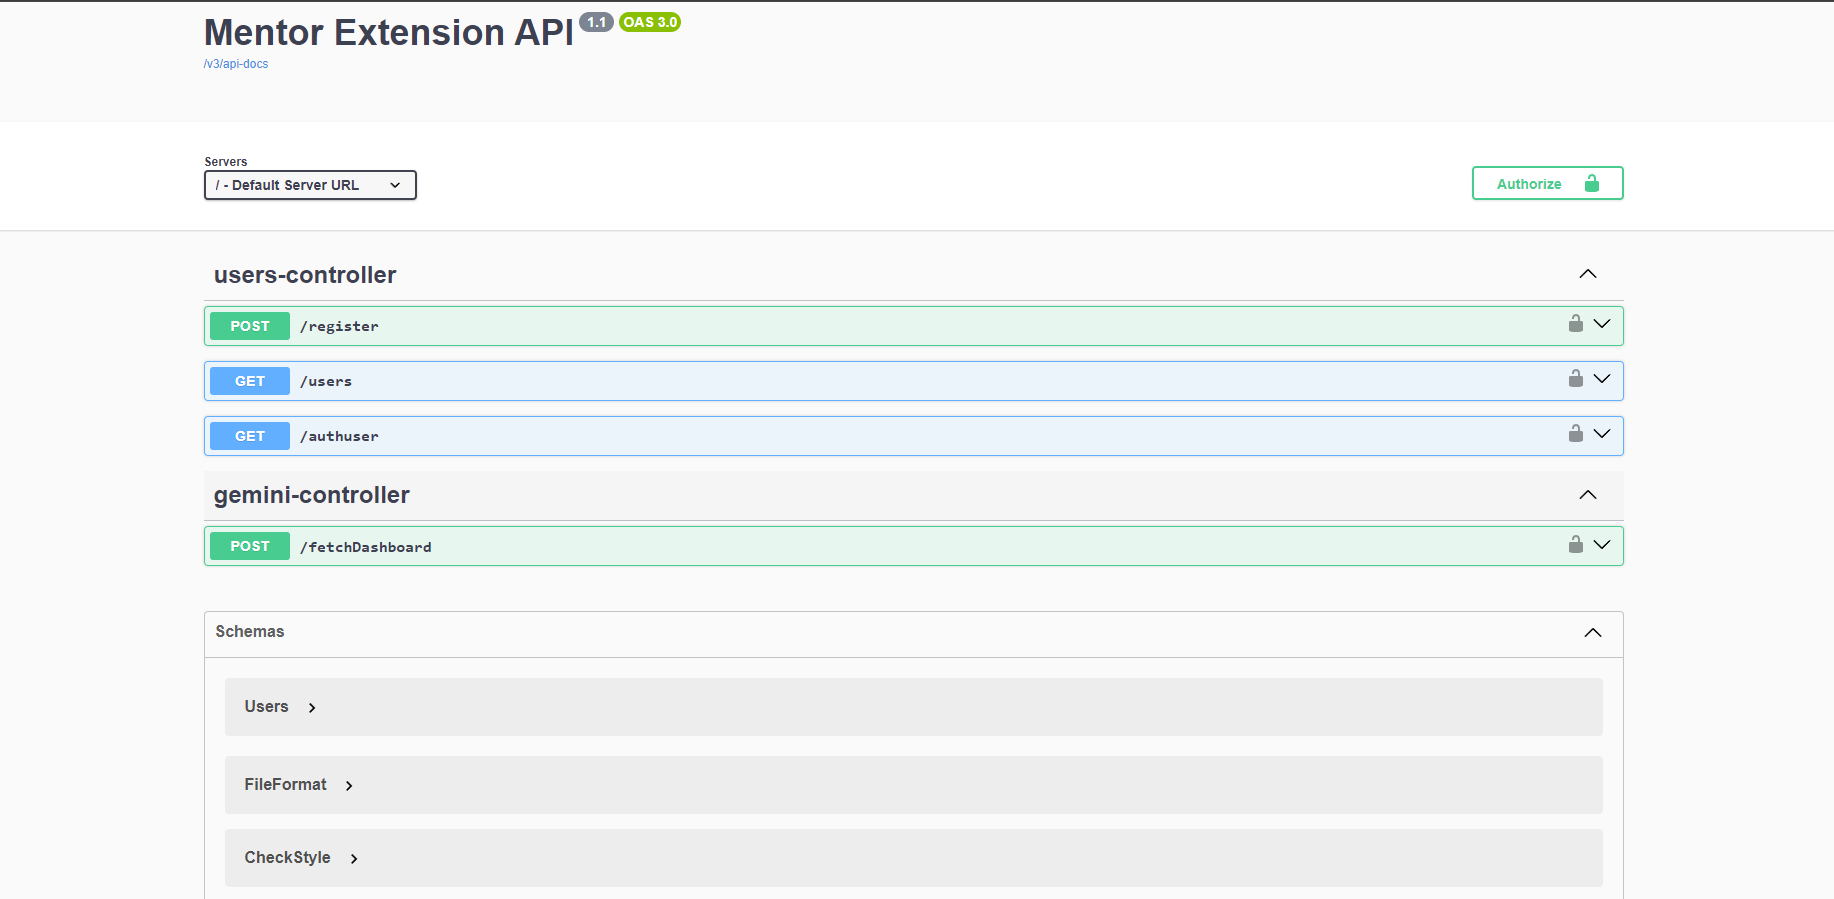 Mentor Extension API 1.1 OAS 3.0
/v3/api-docs
Servers
/ - Default Server URL
Authorize
users-controller
POST /register
GET /users
GET /authuser
gemini-controller
POST /fetchDashboard
Schemas
Users
FileFormat
CheckStyle